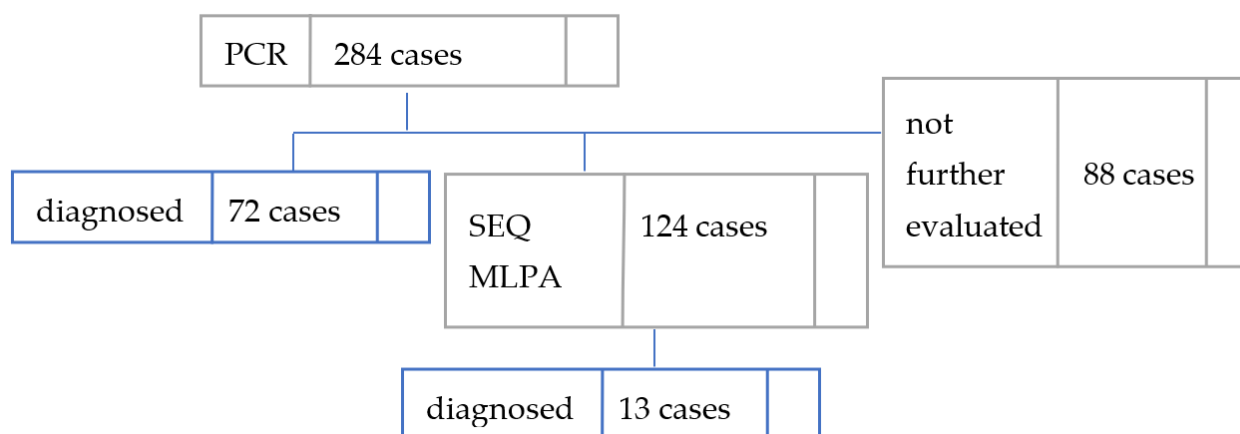 PCR 284 cases
diagnosed 72 cases
SEQ 124 cases
MLPA
not
further 88 cases
evaluated
diagnosed 13 cases